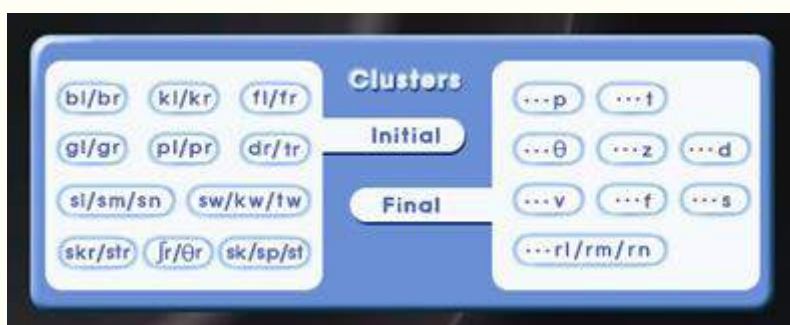 Clusters
Initial
Final
bl/br kl/kr fl/fr
gl/gr pl/pr dr/tr
sl/sm/sn sw/kw/tw
skr/str ʃr/θr sk/sp/st
···p ···t
···θ ···z ···d
···v ···f ···s
···rl/rm/rn